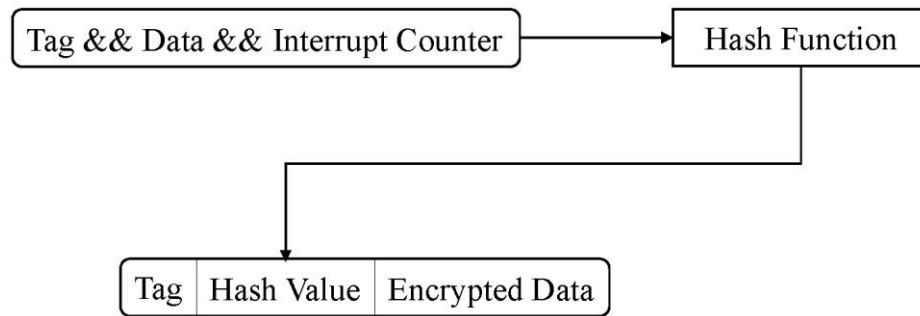 Tag && Data && Interrupt Counter
Hash Function
Tag
Hash Value
Encrypted Data